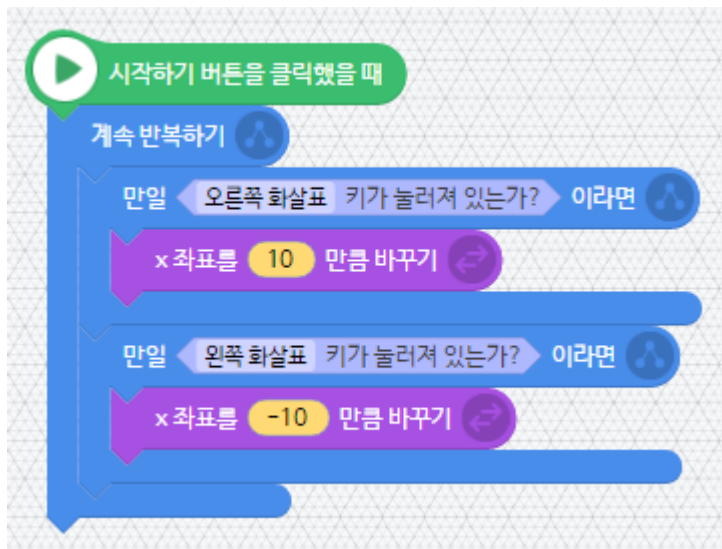 시작하기 버튼을 클릭했을 때
계속 반복하기
만일 오른쪽 화살표 키가 눌러져 있는가? 이라면
x 좌표를 10 만큼 바꾸기
만일 왼쪽 화살표 키가 눌러져 있는가? 이라면
x 좌표를 -10 만큼 바꾸기